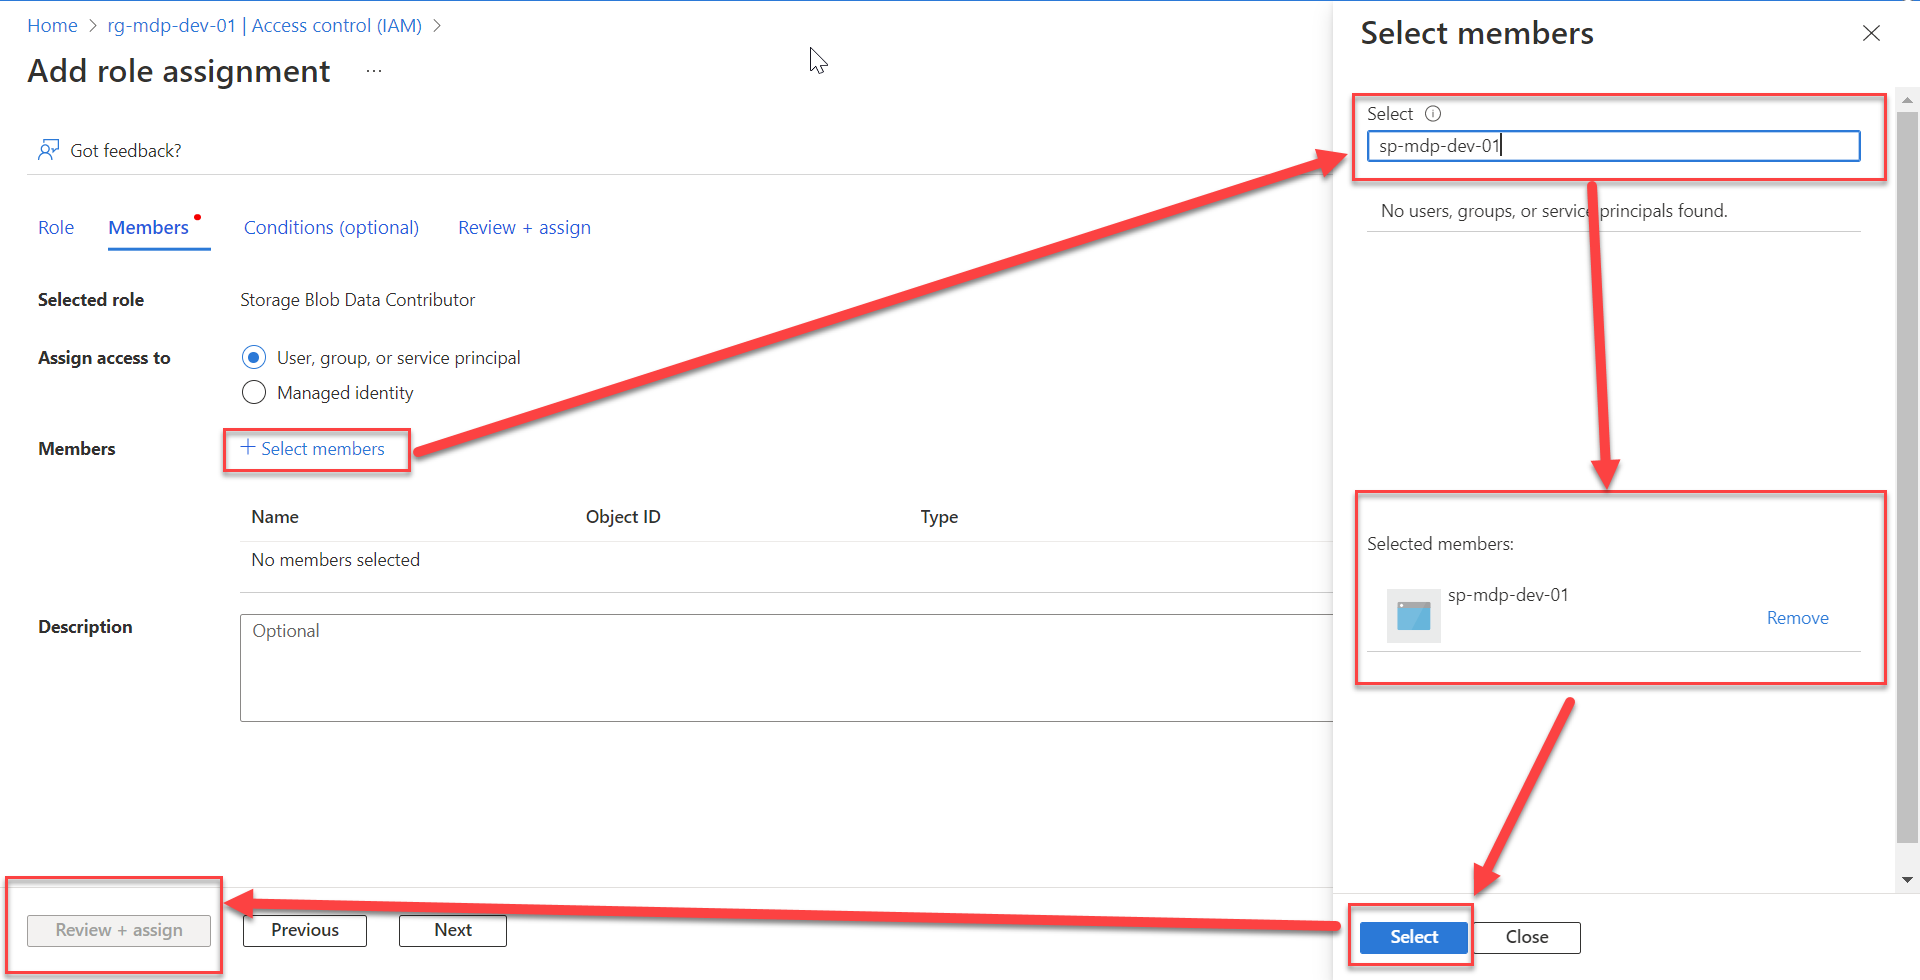 Home > rg-mdp-dev-01 | Access control (IAM) >
Add role assignment ...
Got feedback?
Role Members Conditions (optional) Review + assign
Selected role Storage Blob Data Contributor
Assign access to User, group, or service principal
Managed identity
Members + Select members
Name Object ID Type
No members selected
Description Optional
Review + assign Previous Next
Select members
Select
sp-mdp-dev-01
No users, groups, or service principals found.
Selected members:
sp-mdp-dev-01
Remove
Select Close